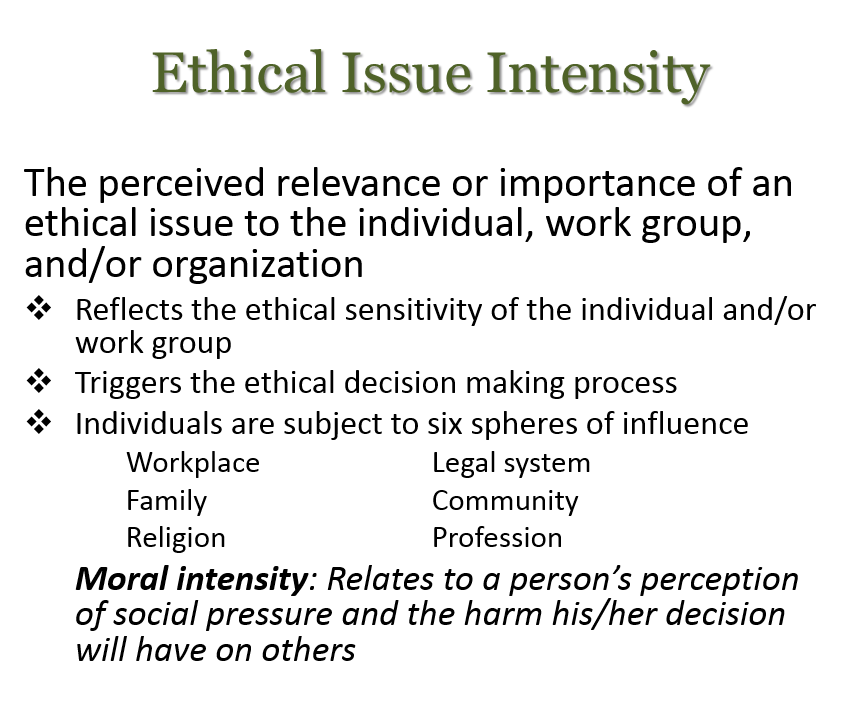 Ethical Issue Intensity
The perceived relevance or importance of an
ethical issue to the individual, work group,
and/or organization
❖ Reflects the ethical sensitivity of the individual and/or
work group
❖ Triggers the ethical decision making process
❖ Individuals are subject to six spheres of influence
Workplace Legal system
Family Community
Religion Profession
Moral intensity: Relates to a person’s perception
of social pressure and the harm his/her decision
will have on others